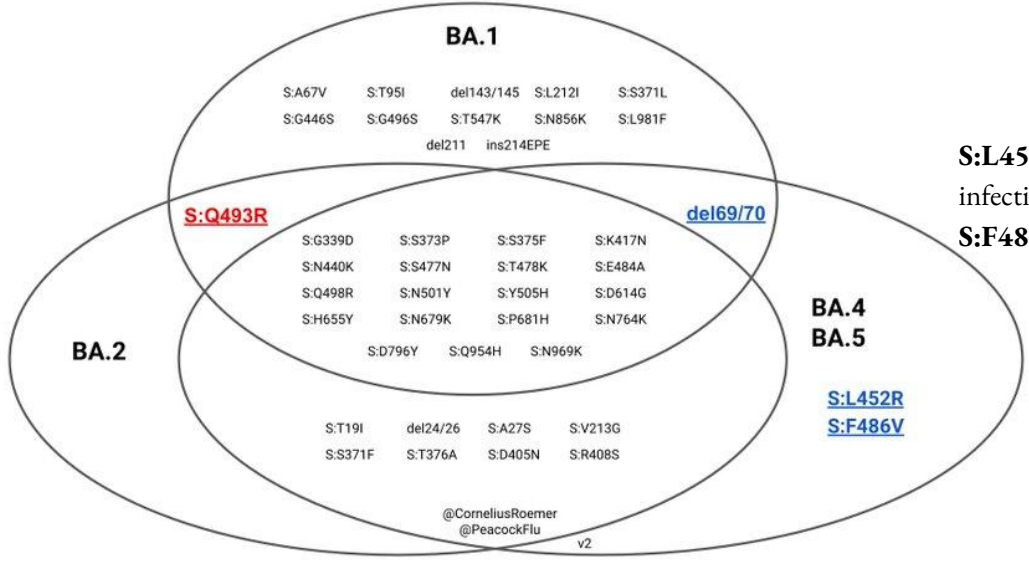 BA.1
S:A67V S:T95I del143/145 S:L212I S:S371L
S:G446S S:G496S S:T547K S:N856K S:L981F
del211 ins214EPE
S:Q493R
del69/70
S:G339D S:S373P S:S375F S:K417N
S:N440K S:S477N S:T478K S:E484A
S:Q498R S:N501Y S:Y505H S:D614G
S:H655Y S:N679K S:P681H S:N764K
S:D796Y S:Q954H S:N969K
BA.2
BA.4
BA.5
S:L452R
S:F486V
S:T19I del24/26 S:A27S S:V213G
S:S371F S:T376A S:D405N S:R408S
@CorneliusRoemer
@PeacockFlu
v2
S:L45
infecti
S:F48